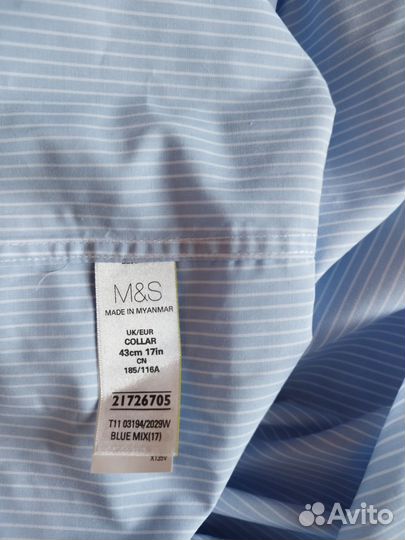 M&S
MADE IN MYANMAR
UK/EUR
COLLAR
43cm 17in
CN
185/116A
21726705
T11 03194/2029W
BLUE MIX(17)
Avito